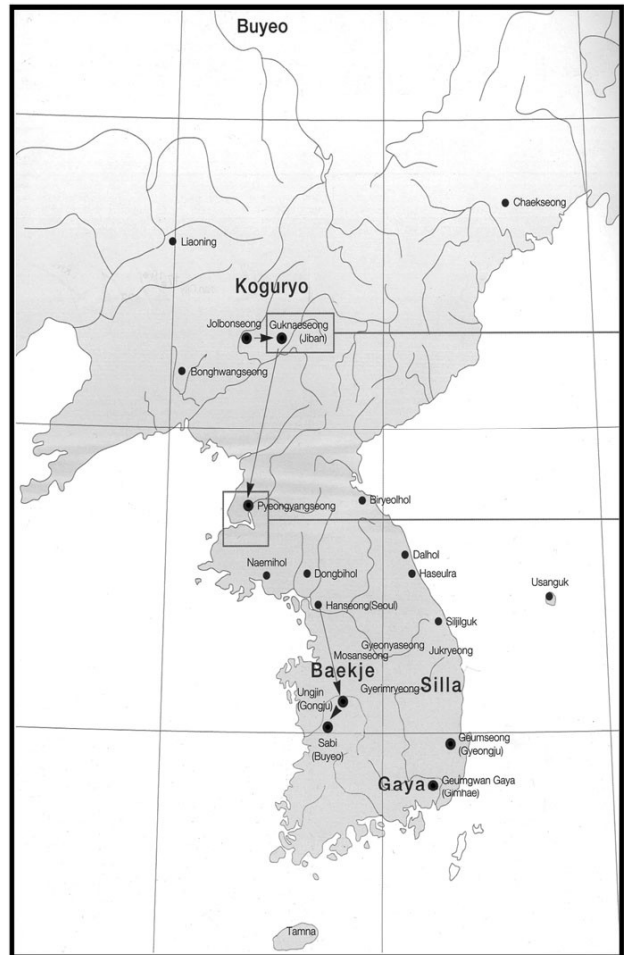 Buyeo
Chaekseong
Liaoning
Koguryo
Jolbonseong
Guknaeseong
(Jiban)
Bonghwangseong
Pyeongyangseong
Biryeolhol
Dalhol
Naemihol
Dongbihol
Haseulra
Usanguk
Hanseong(Seoul)
Siljilguk
Gyeonyaseong
Jukryeong
Mosanseong
Baekje
Gyerimryeong
Silla
Ungjin
(Gongju)
Sabi
(Buyeo)
Geumseong
(Gyeongju)
Gaya
Geumgwan Gaya
(Gimhae)
Tamna